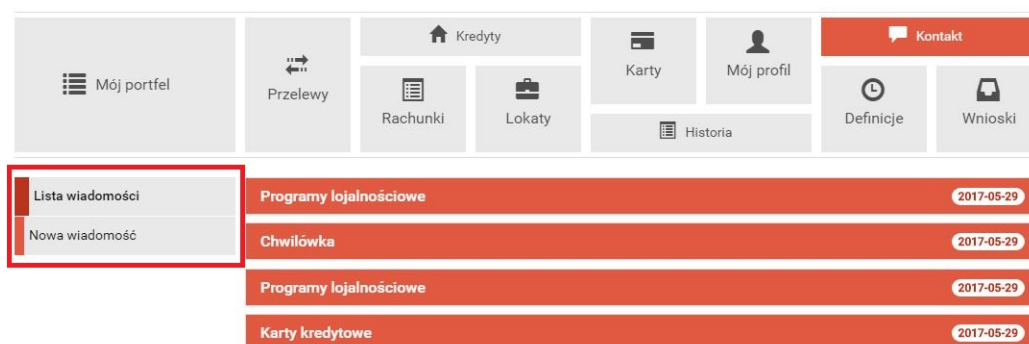 Mój portfel
Przelewy
Kredyty
Rachunki
Lokaty
Karty
Mój profil
Historia
Kontakt
Definicje
Wnioski
Lista wiadomości
Nowa wiadomość
Programy lojalnościowe 2017-05-29
Chwilówka 2017-05-29
Programy lojalnościowe 2017-05-29
Karty kredytowe 2017-05-29